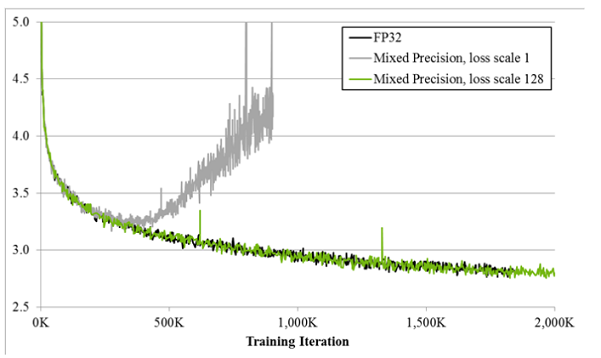 5.0
FP32
Mixed Precision, loss scale 1
Mixed Precision, loss scale 128
4.5
4.0
3.5
3.0
2.5
0K 500K 1,000K 1,500K 2,000K
Training Iteration